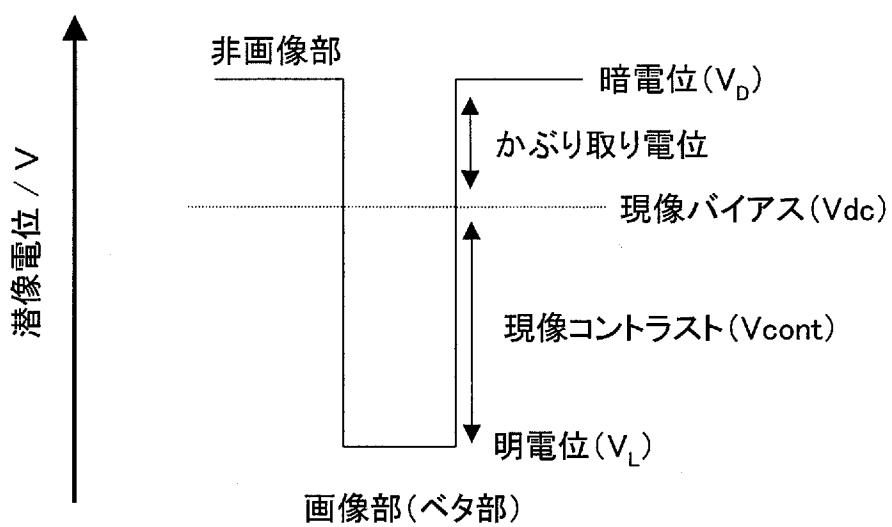 非画像部
暗電位(V_D)
かぶり取り電位
現像バイアス(Vdc)
潜像電位 / V
現像コントラスト(Vcont)
明電位(V_L)
画像部(ベタ部)